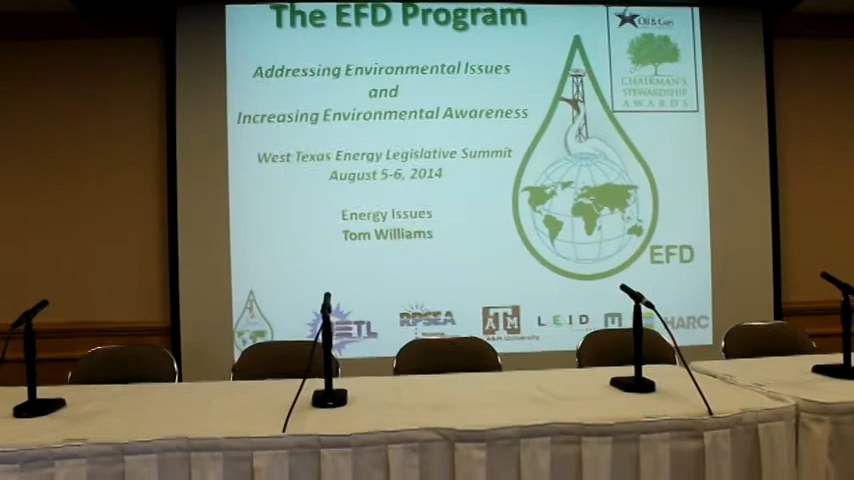 The EFD Program
Addressing Environmental Issues
and
Increasing Environmental Awareness
West Texas Energy Legislative Summit
August 5-6, 2014
Energy Issues
Tom Williams
Oil & Gas
CHAIRMAN'S
STEWARDSHIP
AWARDS
EFD
NETL
RPSEA
A&M
University
LEID
HARC